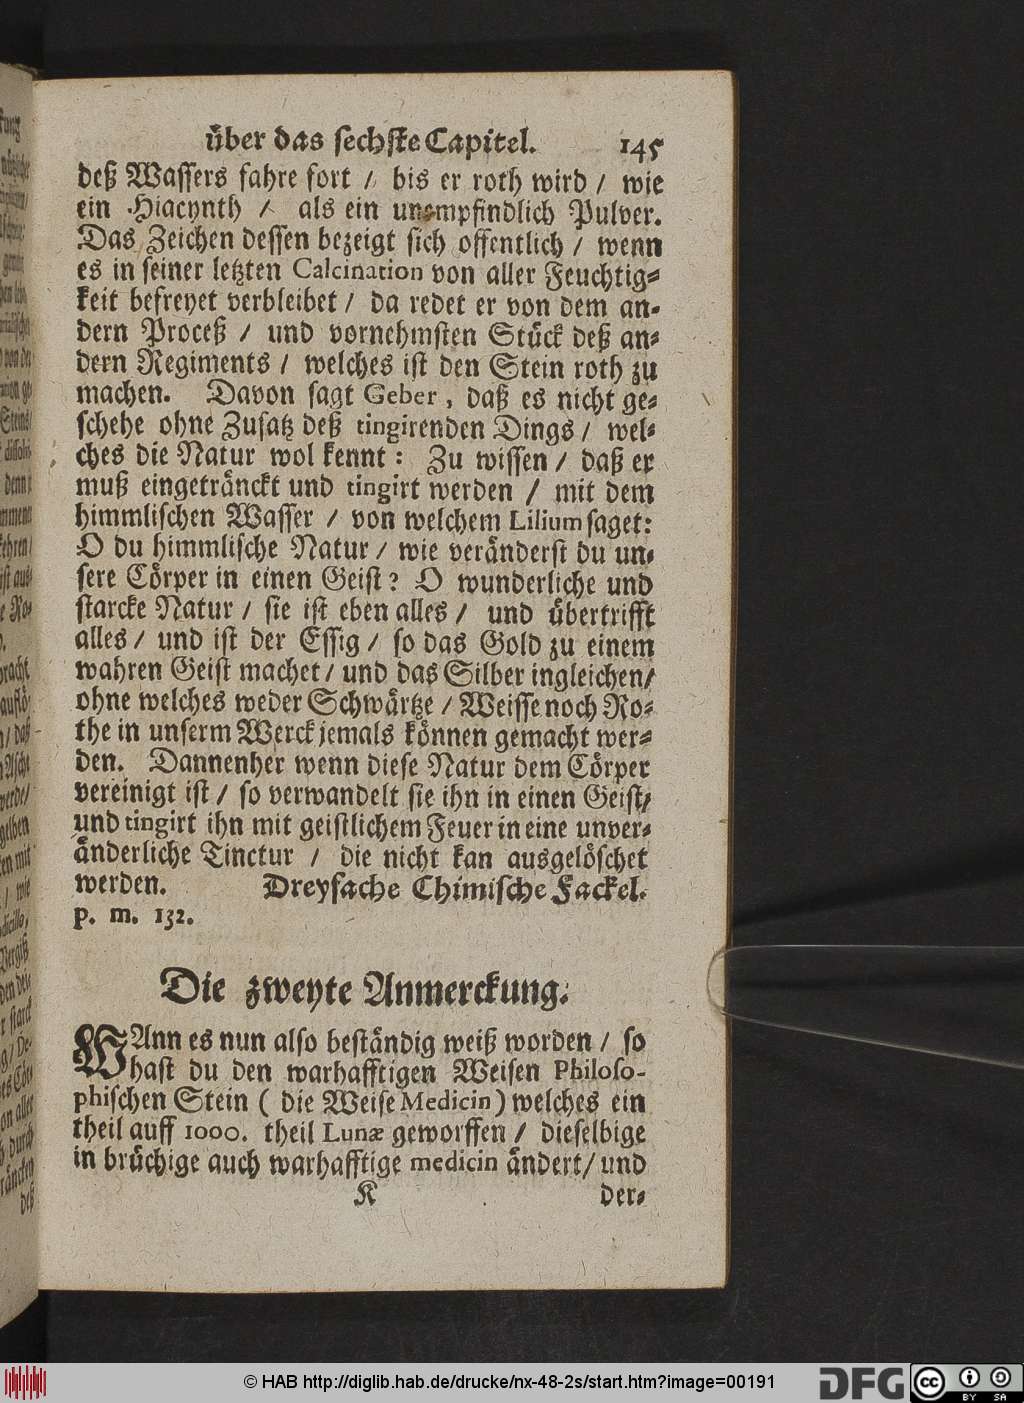 über das sechste Capitel. 145
deß Wassers fahre fort / bis er roth wird / wie
ein Hiacynth / als ein unempfindlich Pulver.
Das Zeichen dessen bezeigt sich offentlich / wenn
es in seiner letzten Calcination von aller Feuchtig-
keit befreyet verbleibet / da redet er von dem an-
dern Proceß / und vornehmsten Stück deß an-
dern Regiments / welches ist den Stein roth zu
machen. Davon sagt Geber, daß es nicht ge-
schehe ohne Zusatz deß tingirenden Dings / wel-
ches die Natur wol kennt: Zu wissen / daß er
muß eingetränckt und tingirt werden / mit dem
himmlischen Wasser / von welchem Lilium saget:
O du himmlische Natur / wie veränderst du un-
sere Cörper in einen Geist? O wunderliche und
starcke Natur / sie ist eben alles / und übertrifft
alles / und ist der Essig / so das Gold zu einem
wahren Geist machet / und das Silber ingleichen /
ohne welches weder Schwärtze / Weisse noch Ro-
the in unserm Werck jemals können gemacht wer-
den. Dannenher wenn diese Natur dem Cörper
vereinigt ist / so verwandelt sie ihn in einen Geist /
und tingirt ihn mit geistlichem Feuer in eine unver-
änderliche Tinctur / die nicht kan ausgelöschet
werden. Dreyfache Chimische Fackel.
p. m. 132.
Die zweyte Anmerckung.
WAnn es nun also beständig weiß worden / so
hast du den warhafftigen Weisen Philoso-
phischen Stein ( die Weise Medicin ) welches ein
theil auff 1000. theil Lunæ geworffen / dieselbige
in brüchige auch warhafftige medicin ändert / und
K der-
© HAB http://diglib.hab.de/drucke/nx-48-2s/start.htm?image=00191
DFG
cc BY SA